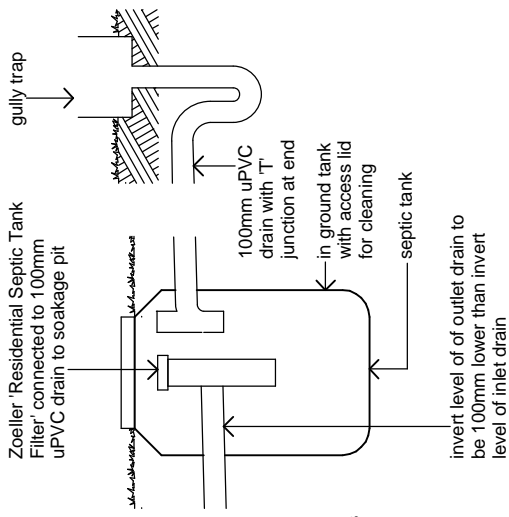 Zoeller 'Residential Septic Tank
Filter' connected to 100mm
uPVC drain to soakage pit
gully trap
100mm uPVC
drain with 'T'
junction at end
in ground tank
with access lid
for cleaning
septic tank
invert level of of outlet drain to
be 100mm lower than invert
level of inlet drain